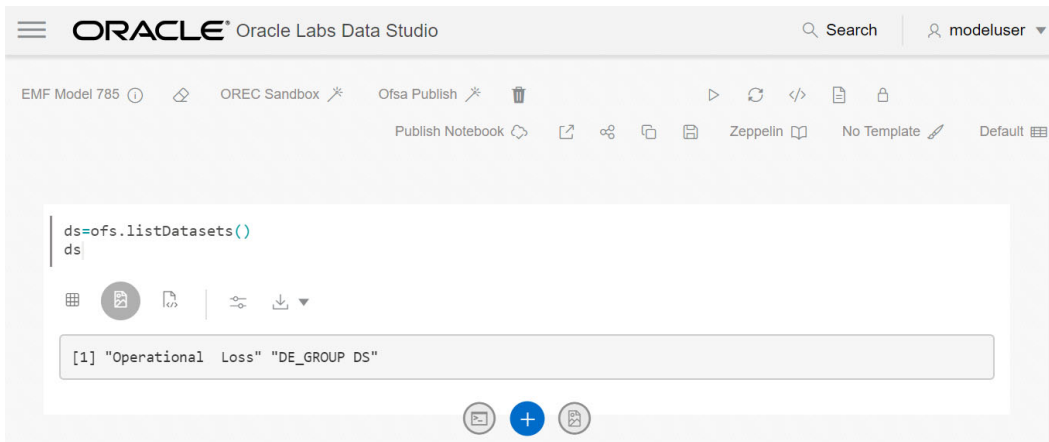 ORACLE® Oracle Labs Data Studio Search modeluser
EMF Model 785 OREC Sandbox Ofsa Publish
Publish Notebook Zeppelin No Template Default
ds=ofs.listDatasets()
ds
[1] "Operational  Loss" "DE_GROUP DS"